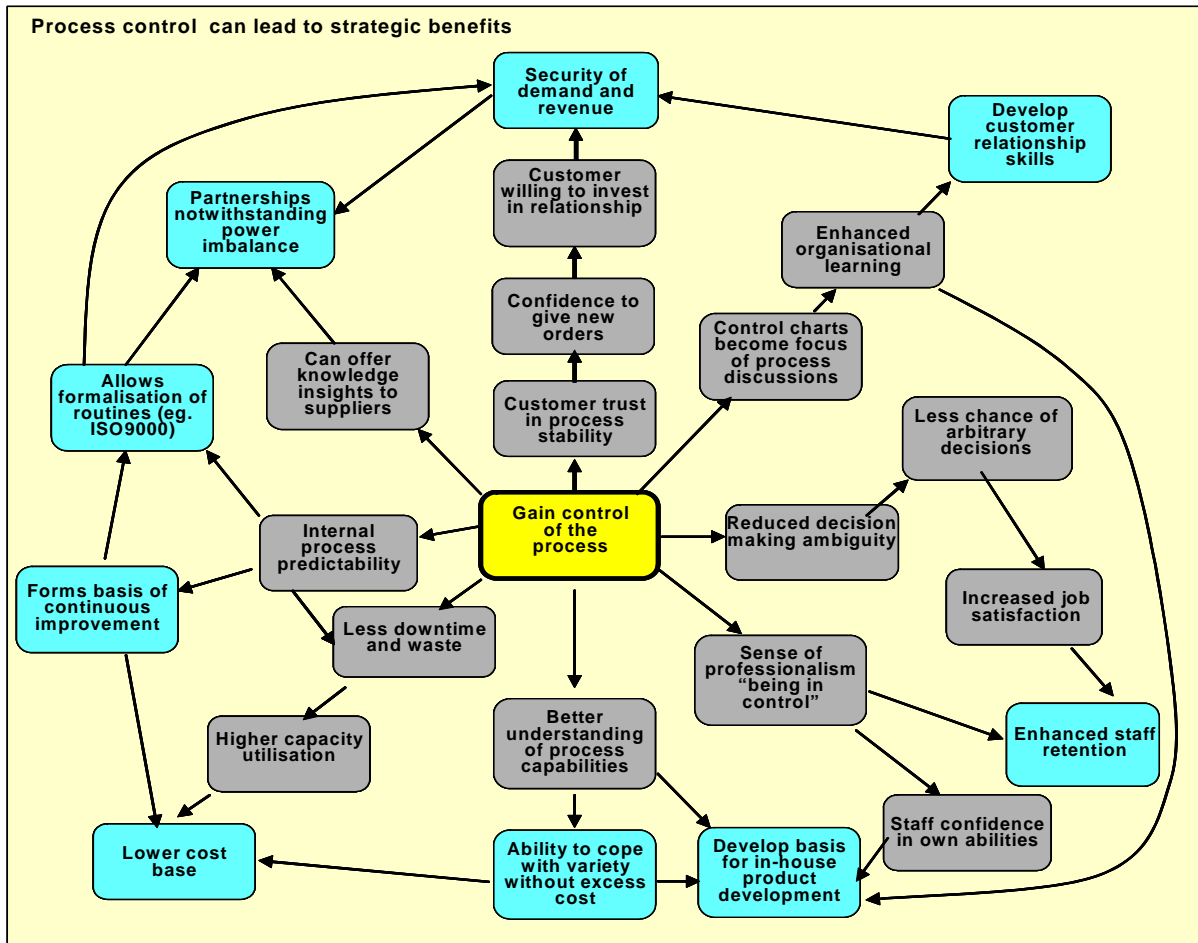 Process control can lead to strategic benefits
Security of
demand and
revenue
Develop
customer
relationship
skills
Customer
willing to invest
in relationship
Partnerships
notwithstanding
power
imbalance
Enhanced
organisational
learning
Confidence to
give new
orders
Control charts
become focus
of process
discussions
Can offer
knowledge
insights to
suppliers
Allows
formalisation of
routines (eg.
ISO9000)
Customer trust
in process
stability
Less chance of
arbitrary
decisions
Gain control
of the
process
Reduced decision
making ambiguity
Internal
process
predictability
Forms basis of
continuous
improvement
Increased job
satisfaction
Less downtime
and waste
Sense of
professionalism
“being in
control”
Better
understanding
of process
capabilities
Higher capacity
utilisation
Enhanced staff
retention
Staff confidence
in own abilities
Lower cost
base
Ability to cope
with variety
without excess
cost
Develop basis
for in-house
product
development